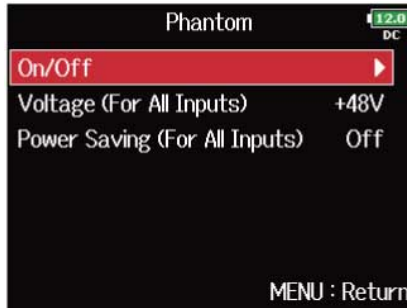 Phantom
12.0
DC
On/Off
Voltage (For All Inputs) +48V
Power Saving (For All Inputs) Off
MENU : Return